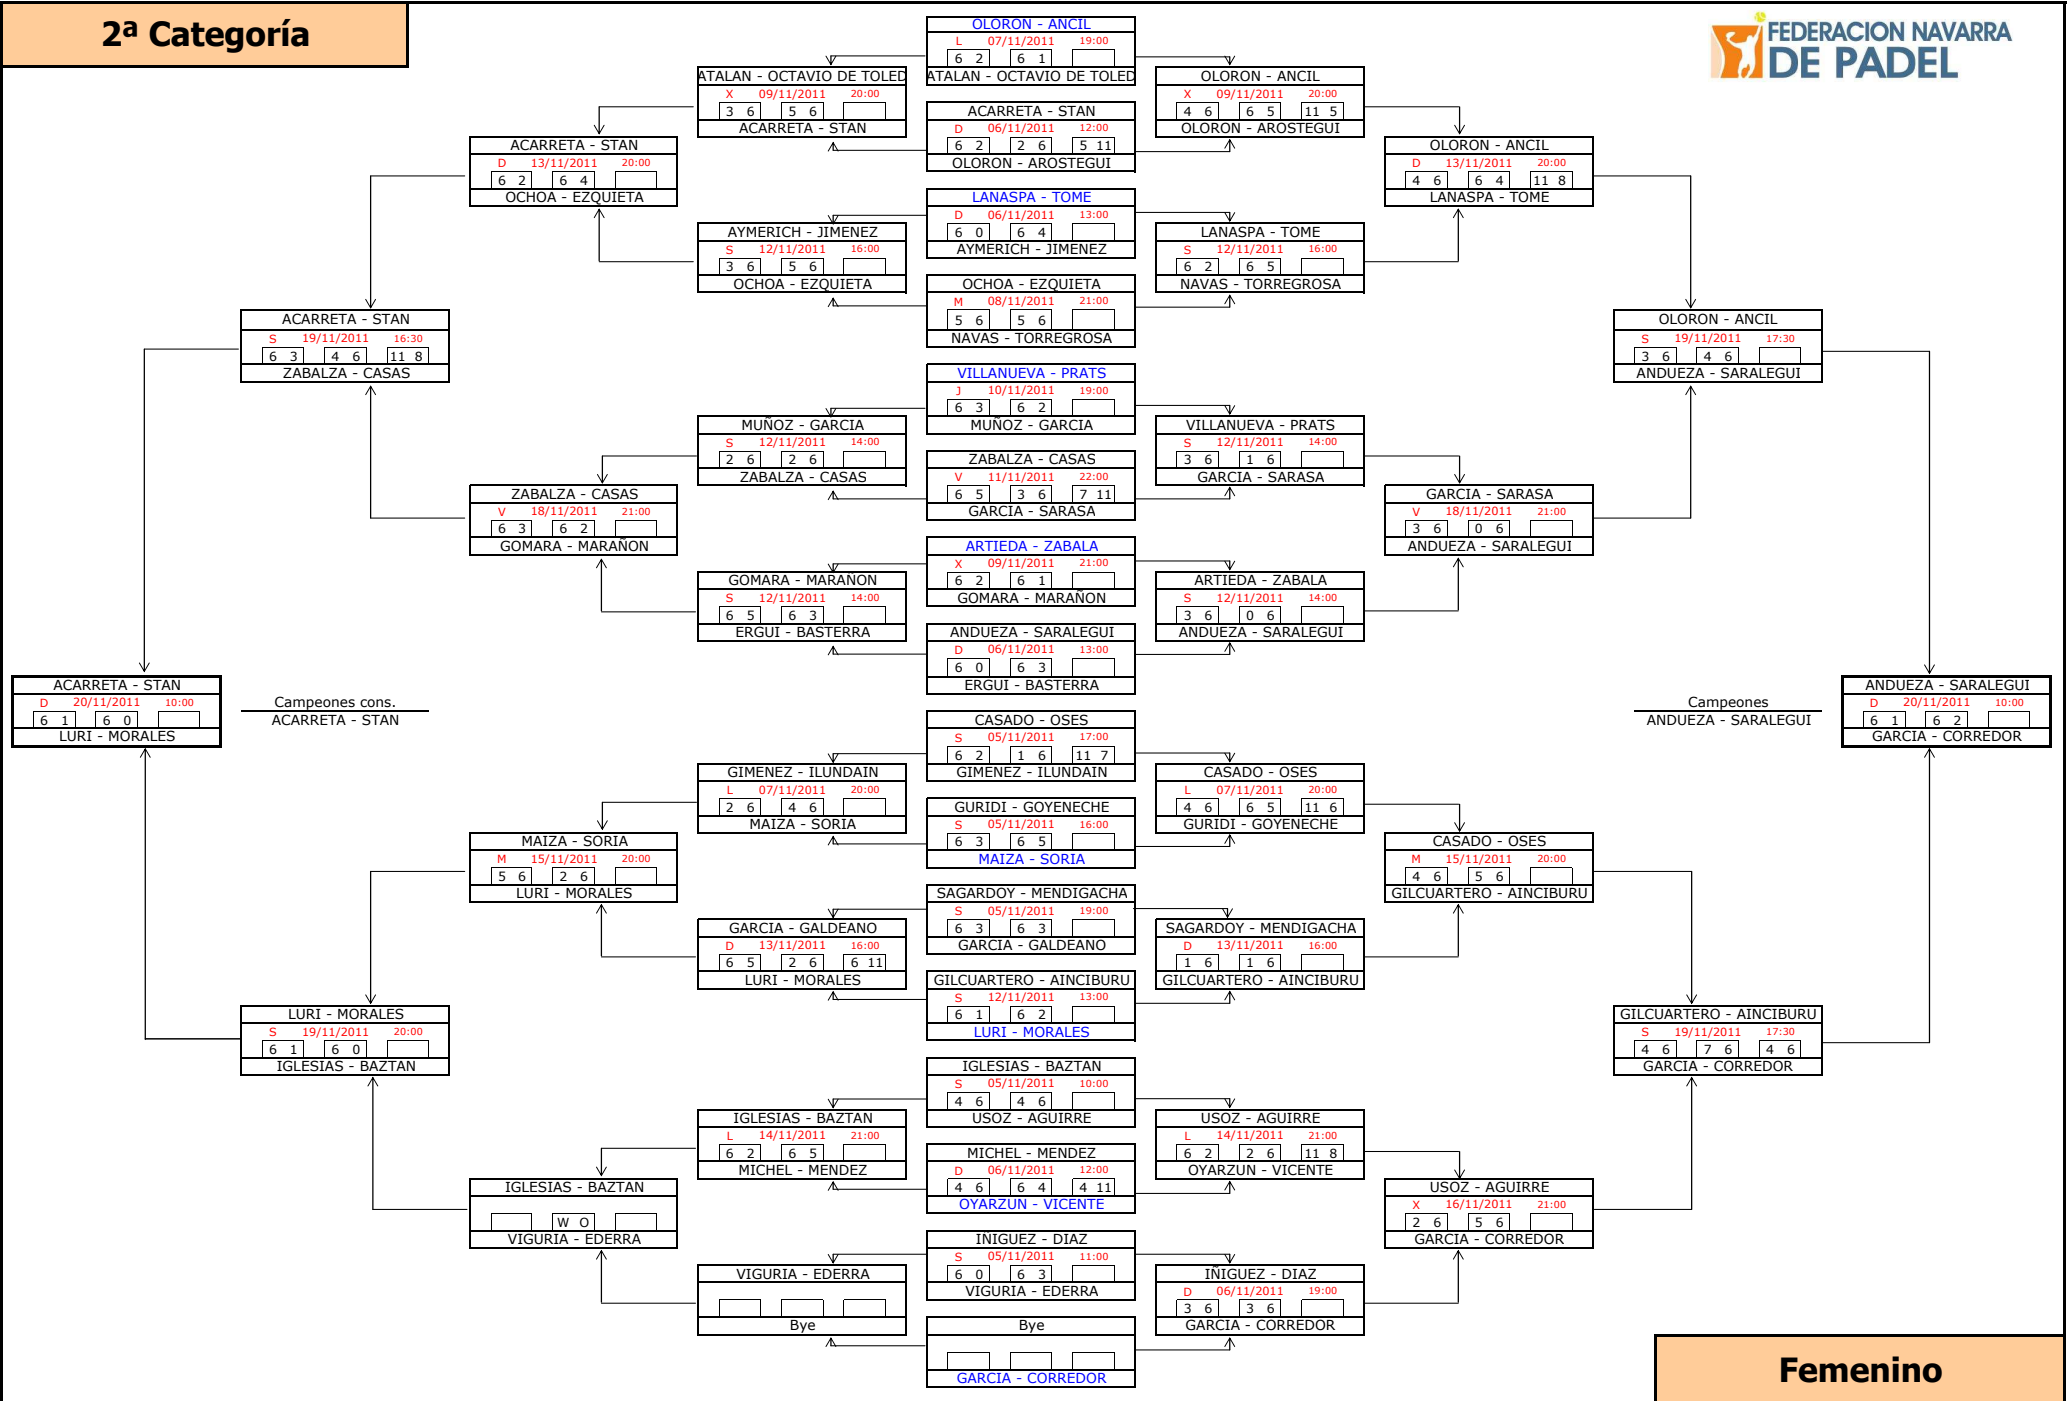 2ª Categoría
FEDERACION NAVARRA
DE PADEL
OLORON - ANCIL
L 07/11/2011 19:00
6 2 6 1
ATALAN - OCTAVIO DE TOLED
ACARRETA - STAN
D 06/11/2011 12:00
6 2 2 6 5 11
OLORON - AROSTEGUI
LANASPA - TOME
D 06/11/2011 13:00
6 0 6 4
AYMERICH - JIMENEZ
OCHOA - EZQUIETA
M 08/11/2011 21:00
5 6 5 6
NAVAS - TORREGROSA
VILLANUEVA - PRATS
J 10/11/2011 19:00
6 3 6 2
MUÑOZ - GARCIA
ZABALZA - CASAS
V 11/11/2011 22:00
6 5 3 6 7 11
GARCIA - SARASA
ARTIEDA - ZABALA
X 09/11/2011 21:00
6 2 6 1
GOMARA - MARAÑON
ANDUEZA - SARALEGUI
D 06/11/2011 13:00
6 0 6 3
ERGUI - BASTERRA
CASADO - OSES
S 05/11/2011 17:00
6 2 1 6 11 7
GIMENEZ - ILUNDAIN
GURIDI - GOYENECHE
S 05/11/2011 16:00
6 3 6 5
MAIZA - SORIA
SAGARDOY - MENDIGACHA
S 05/11/2011 19:00
6 3 6 3
GARCIA - GALDEANO
GILCUARTERO - AINCIBURU
S 12/11/2011 13:00
6 1 6 2
LURI - MORALES
IGLESIAS - BAZTAN
S 05/11/2011 10:00
4 6 4 6
USOZ - AGUIRRE
MICHEL - MENDEZ
D 06/11/2011 12:00
4 6 6 4 4 11
OYARZUN - VICENTE
IÑIGUEZ - DIAZ
S 05/11/2011 11:00
6 0 6 3
VIGURIA - EDERRA
Bye
GARCIA - CORREDOR
ATALAN - OCTAVIO DE TOLED
X 09/11/2011 20:00
3 6 5 6
ACARRETA - STAN
AYMERICH - JIMENEZ
S 12/11/2011 16:00
3 6 5 6
OCHOA - EZQUIETA
MUÑOZ - GARCIA
S 12/11/2011 14:00
2 6 2 6
ZABALZA - CASAS
GOMARA - MARAÑON
S 12/11/2011 14:00
6 5 6 3
ERGUI - BASTERRA
GIMENEZ - ILUNDAIN
L 07/11/2011 20:00
2 6 4 6
MAIZA - SORIA
GARCIA - GALDEANO
D 13/11/2011 16:00
6 5 2 6 6 11
LURI - MORALES
IGLESIAS - BAZTAN
L 14/11/2011 21:00
6 2 6 5
MICHEL - MENDEZ
VIGURIA - EDERRA
Bye
ACARRETA - STAN
D 13/11/2011 20:00
6 2 6 4
OCHOA - EZQUIETA
ZABALZA - CASAS
V 18/11/2011 21:00
6 3 6 2
GOMARA - MARAÑON
MAIZA - SORIA
M 15/11/2011 20:00
5 6 2 6
LURI - MORALES
IGLESIAS - BAZTAN
W O
VIGURIA - EDERRA
ACARRETA - STAN
S 19/11/2011 16:30
6 3 4 6 11 8
ZABALZA - CASAS
LURI - MORALES
S 19/11/2011 20:00
6 1 6 0
IGLESIAS - BAZTAN
ACARRETA - STAN
D 20/11/2011 10:00
6 1 6 0
LURI - MORALES
Campeones cons.
ACARRETA - STAN
OLORON - ANCIL
X 09/11/2011 20:00
4 6 6 5 11 5
OLORON - AROSTEGUI
LANASPA - TOME
S 12/11/2011 16:00
6 2 6 5
NAVAS - TORREGROSA
VILLANUEVA - PRATS
S 12/11/2011 14:00
3 6 1 6
GARCIA - SARASA
ARTIEDA - ZABALA
S 12/11/2011 14:00
3 6 0 6
ANDUEZA - SARALEGUI
CASADO - OSES
L 07/11/2011 20:00
4 6 6 5 11 6
GURIDI - GOYENECHE
SAGARDOY - MENDIGACHA
D 13/11/2011 16:00
1 6 1 6
GILCUARTERO - AINCIBURU
USOZ - AGUIRRE
L 14/11/2011 21:00
6 2 2 6 11 8
OYARZUN - VICENTE
IÑIGUEZ - DIAZ
D 06/11/2011 19:00
3 6 3 6
GARCIA - CORREDOR
OLORON - ANCIL
D 13/11/2011 20:00
4 6 6 4 11 8
LANASPA - TOME
GARCIA - SARASA
V 18/11/2011 21:00
3 6 0 6
ANDUEZA - SARALEGUI
CASADO - OSES
M 15/11/2011 20:00
4 6 5 6
GILCUARTERO - AINCIBURU
USOZ - AGUIRRE
X 16/11/2011 21:00
2 6 5 6
GARCIA - CORREDOR
OLORON - ANCIL
S 19/11/2011 17:30
3 6 4 6
ANDUEZA - SARALEGUI
GILCUARTERO - AINCIBURU
S 19/11/2011 17:30
4 6 7 6 4 6
GARCIA - CORREDOR
Campeones
ANDUEZA - SARALEGUI
ANDUEZA - SARALEGUI
D 20/11/2011 10:00
6 1 6 2
GARCIA - CORREDOR
Femenino